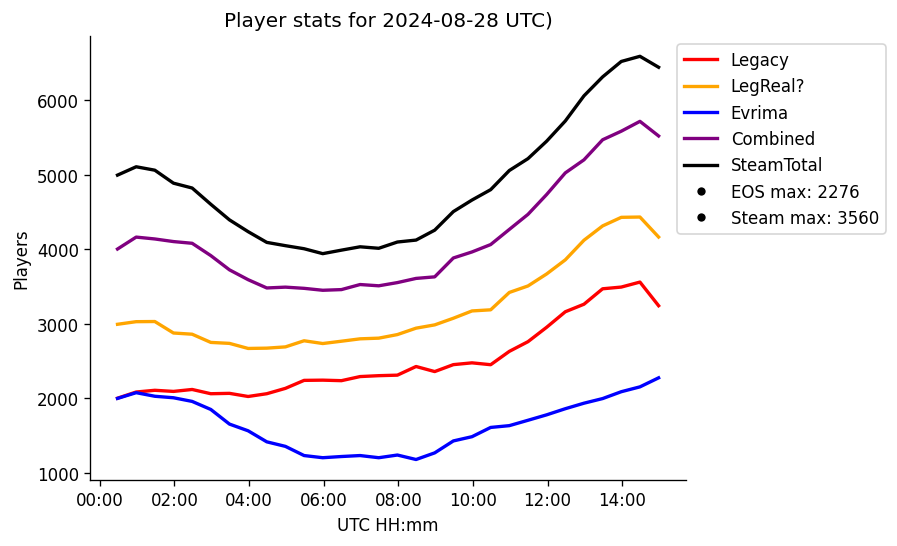 Player stats for 2024-08-28 UTC)
Legacy
LegReal?
Evrima
Combined
SteamTotal
EOS max: 2276
Steam max: 3560
Players
6000
5000
4000
3000
2000
1000
00:00 02:00 04:00 06:00 08:00 10:00 12:00 14:00
UTC HH:mm